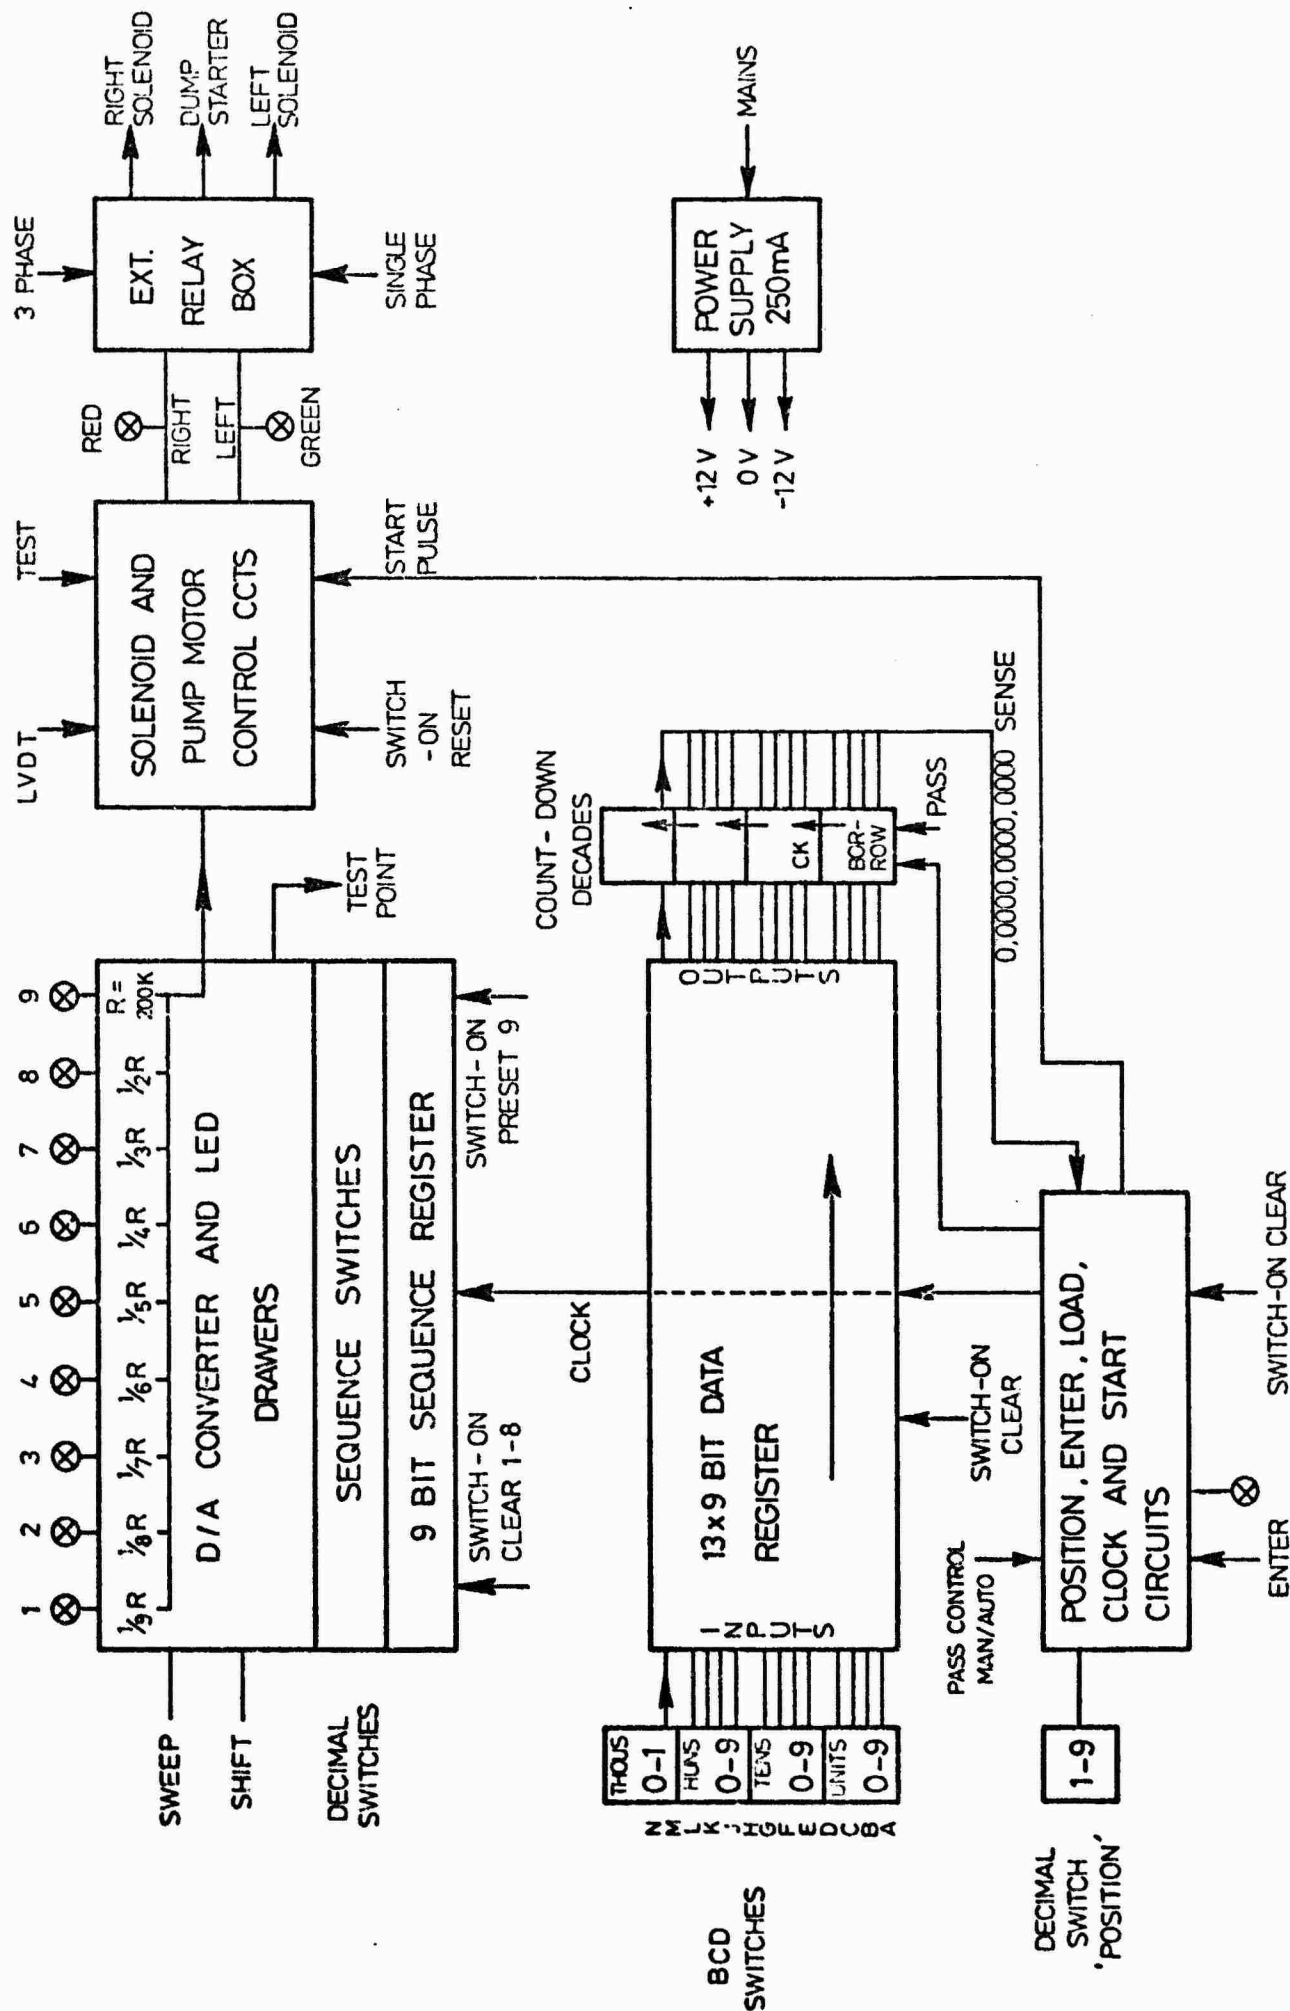 1 2 3 4 5 6 7 8 9
1/9R 1/8R 1/7R 1/6R 1/5R 1/4R 1/3R 1/2R R=
200K
D/A CONVERTER AND LED
DRAWERS
SEQUENCE SWITCHES
9 BIT SEQUENCE REGISTER
SWEEP
SHIFT
DECIMAL
SWITCHES
SWITCH-ON
CLEAR 1-8
SWITCH-ON
PRESET 9
TEST
POINT
LVDT
TEST
SOLENOID AND
PUMP MOTOR
CONTROL CCTS
SWITCH
-ON
RESET
START
PULSE
RED
RIGHT
LEFT
GREEN
3 PHASE
EXT.
RELAY
BOX
SINGLE
PHASE
RIGHT
SOLENOID
DUMP
STARTER
LEFT
SOLENOID
CLOCK
BCD
SWITCHES
N
M
L
K
J
H
G
F
E
D
C
B
A
THOUS
0-1
HUNS
0-9
TENS
0-9
UNITS
0-9
INPUTS
13x9 BIT DATA
REGISTER
OUTPUTS
SWITCH-ON
CLEAR
COUNT-DOWN
DECADES
CK
BOR-
ROW
PASS
0,0000,0000,0000 SENSE
+12V
0V
-12V
POWER
SUPPLY
250mA
MAINS
DECIMAL
SWITCH
'POSITION'
1-9
PASS CONTROL
MAN/AUTO
POSITION, ENTER, LOAD,
CLOCK AND START
CIRCUITS
ENTER
SWITCH-ON CLEAR